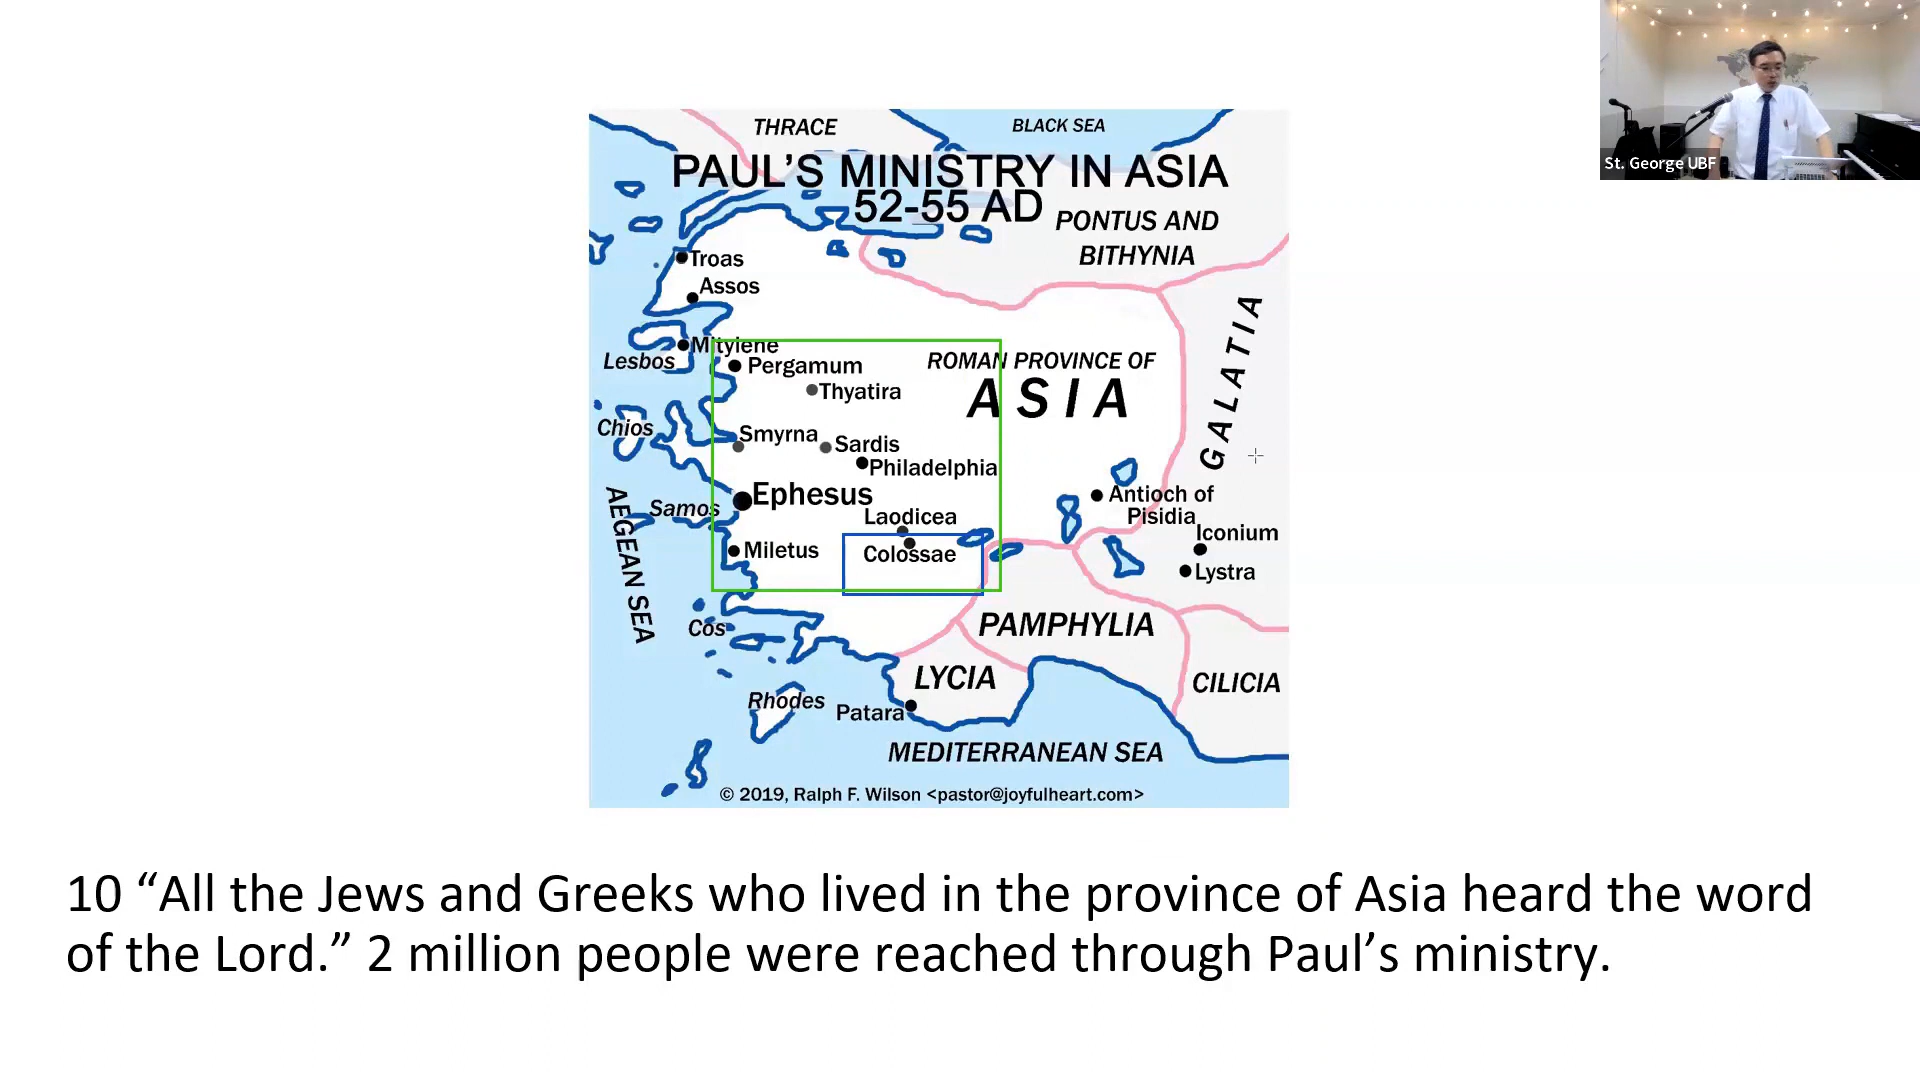 St. George UBF
THRACE
BLACK SEA
PAUL’S MINISTRY IN ASIA
52-55 AD
PONTUS AND
BITHYNIA
Troas
Assos
GALATIA
Mitylene
Lesbos
Pergamum
ROMAN PROVINCE OF
ASIA
Thyatira
Chios
Smyrna
Sardis
Philadelphia
Ephesus
Antioch of
Pisidia
Samos
Laodicea
AEGEAN SEA
Iconium
Miletus
Colossae
Lystra
Cos
PAMPHYLIA
LYCIA
CILICIA
Rhodes
Patara
MEDITERRANEAN SEA
© 2019, Ralph F. Wilson <pastor@joyfulheart.com>
10 “All the Jews and Greeks who lived in the province of Asia heard the word
of the Lord.” 2 million people were reached through Paul’s ministry.